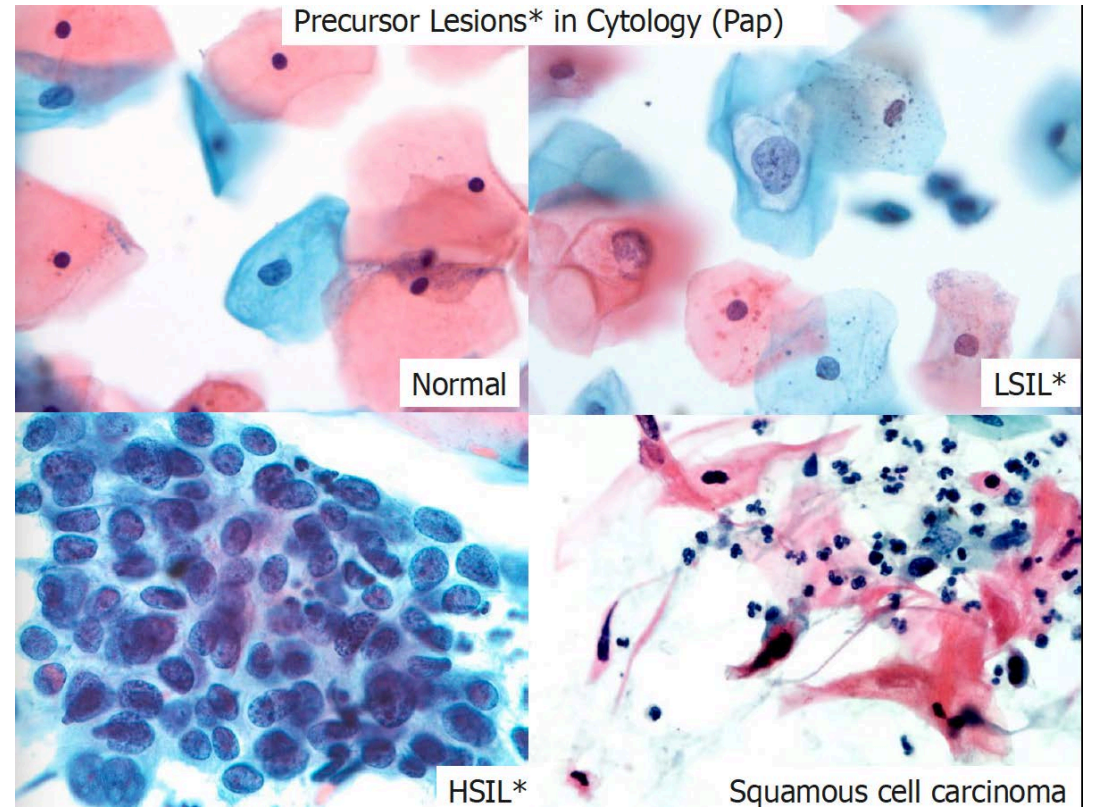 Precursor Lesions* in Cytology (Pap)
Normal
LSIL*
HSIL*
Squamous cell carcinoma